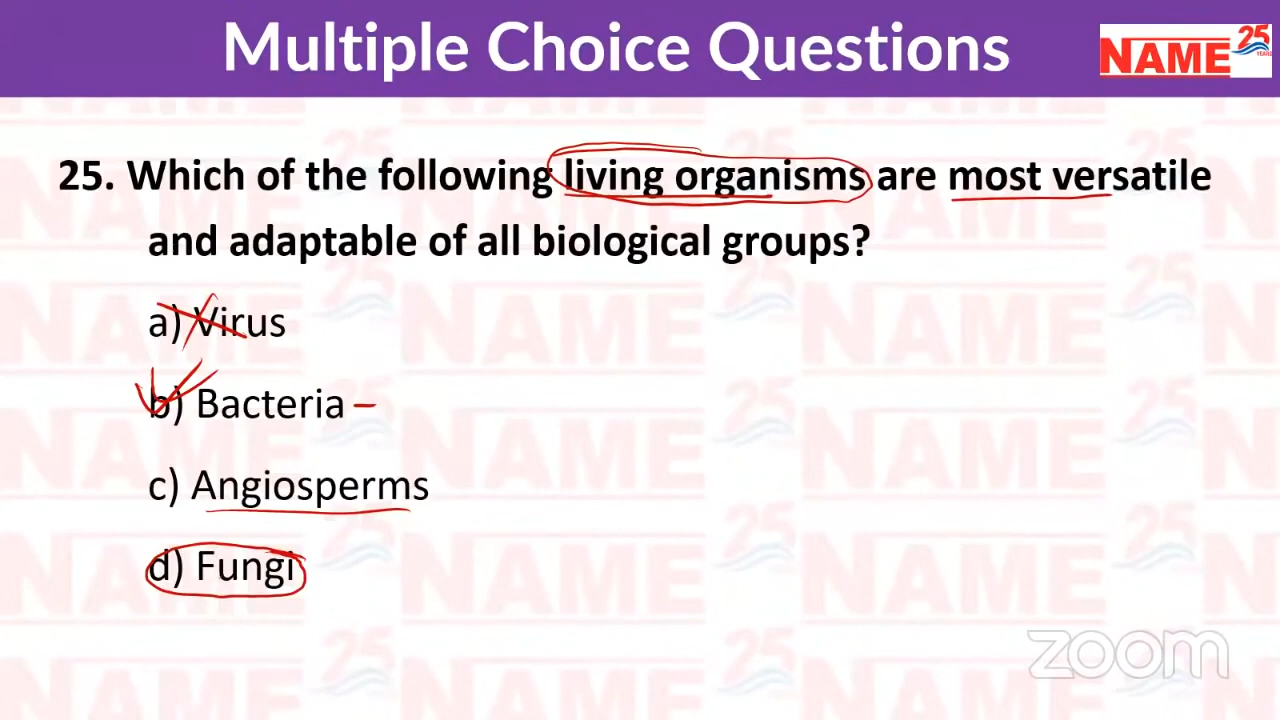 Multiple Choice Questions
NAME 25 YEARS
25. Which of the following living organisms are most versatile
and adaptable of all biological groups?
a) Virus
b) Bacteria
c) Angiosperms
d) Fungi
zoom